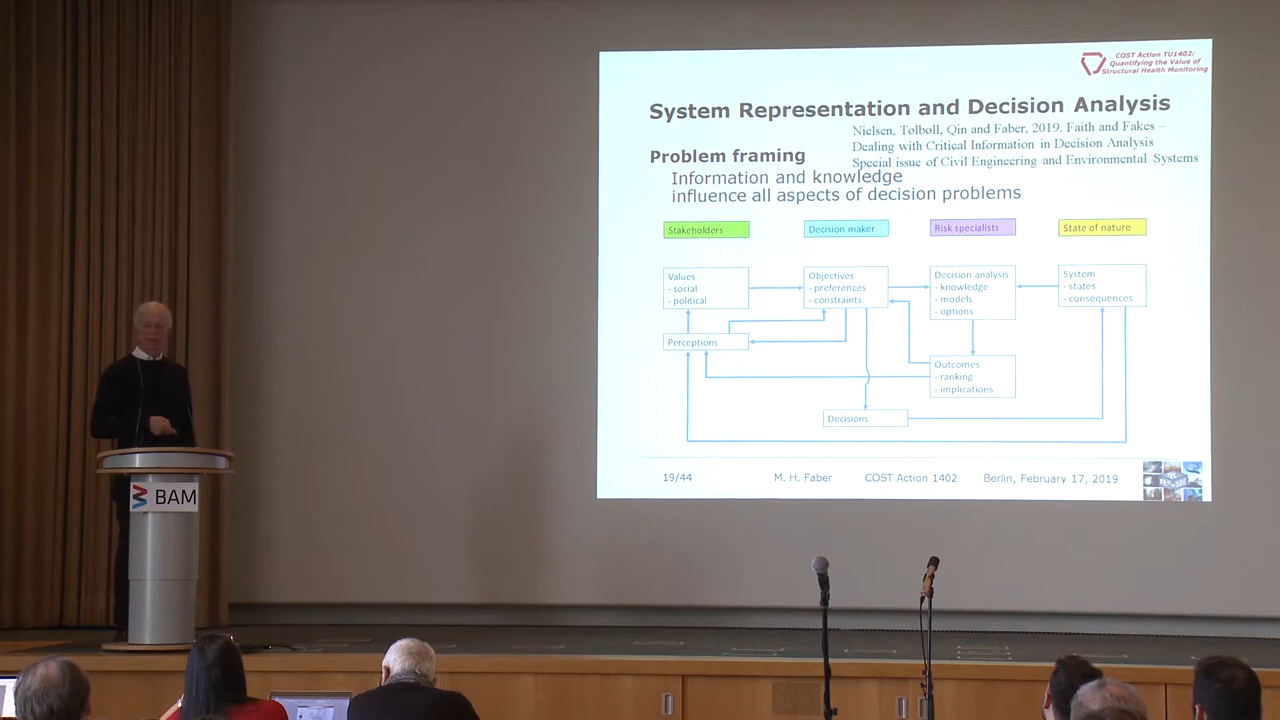 COST Action TU1402:
Quantifying the Value of
Structural Health Monitoring
System Representation and Decision Analysis
Nielsen, Tolboll, Qin and Faber, 2019. Faith and Fakes –
Dealing with Critical Information in Decision Analysis
Special issue of Civil Engineering and Environmental Systems
Problem framing
Information and knowledge
influence all aspects of decision problems
Stakeholders
Decision maker
Risk specialists
State of nature
Values
- social
- political
Objectives
- preferences
- constraints
Decision analysis
- knowledge
- models
- options
System
- states
- consequences
Perceptions
Outcomes
- ranking
- implications
Decisions
19/44
M. H. Faber
COST Action 1402
Berlin, February 17, 2019
BAM